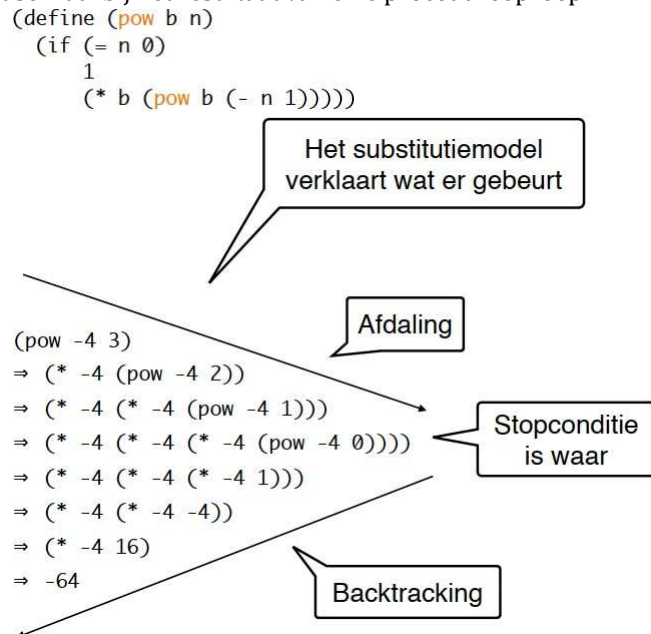 (define (pow b n)
(if (= n 0)
1
(* b (pow b (- n 1)))))
Het substitutiemodel
verklaart wat er gebeurt
Afdaling
(pow -4 3)
⇒ (* -4 (pow -4 2))
⇒ (* -4 (* -4 (pow -4 1)))
⇒ (* -4 (* -4 (* -4 (pow -4 0))))
Stopconditie
is waar
⇒ (* -4 (* -4 (* -4 1)))
⇒ (* -4 (* -4 -4))
⇒ (* -4 16)
⇒ -64
Backtracking